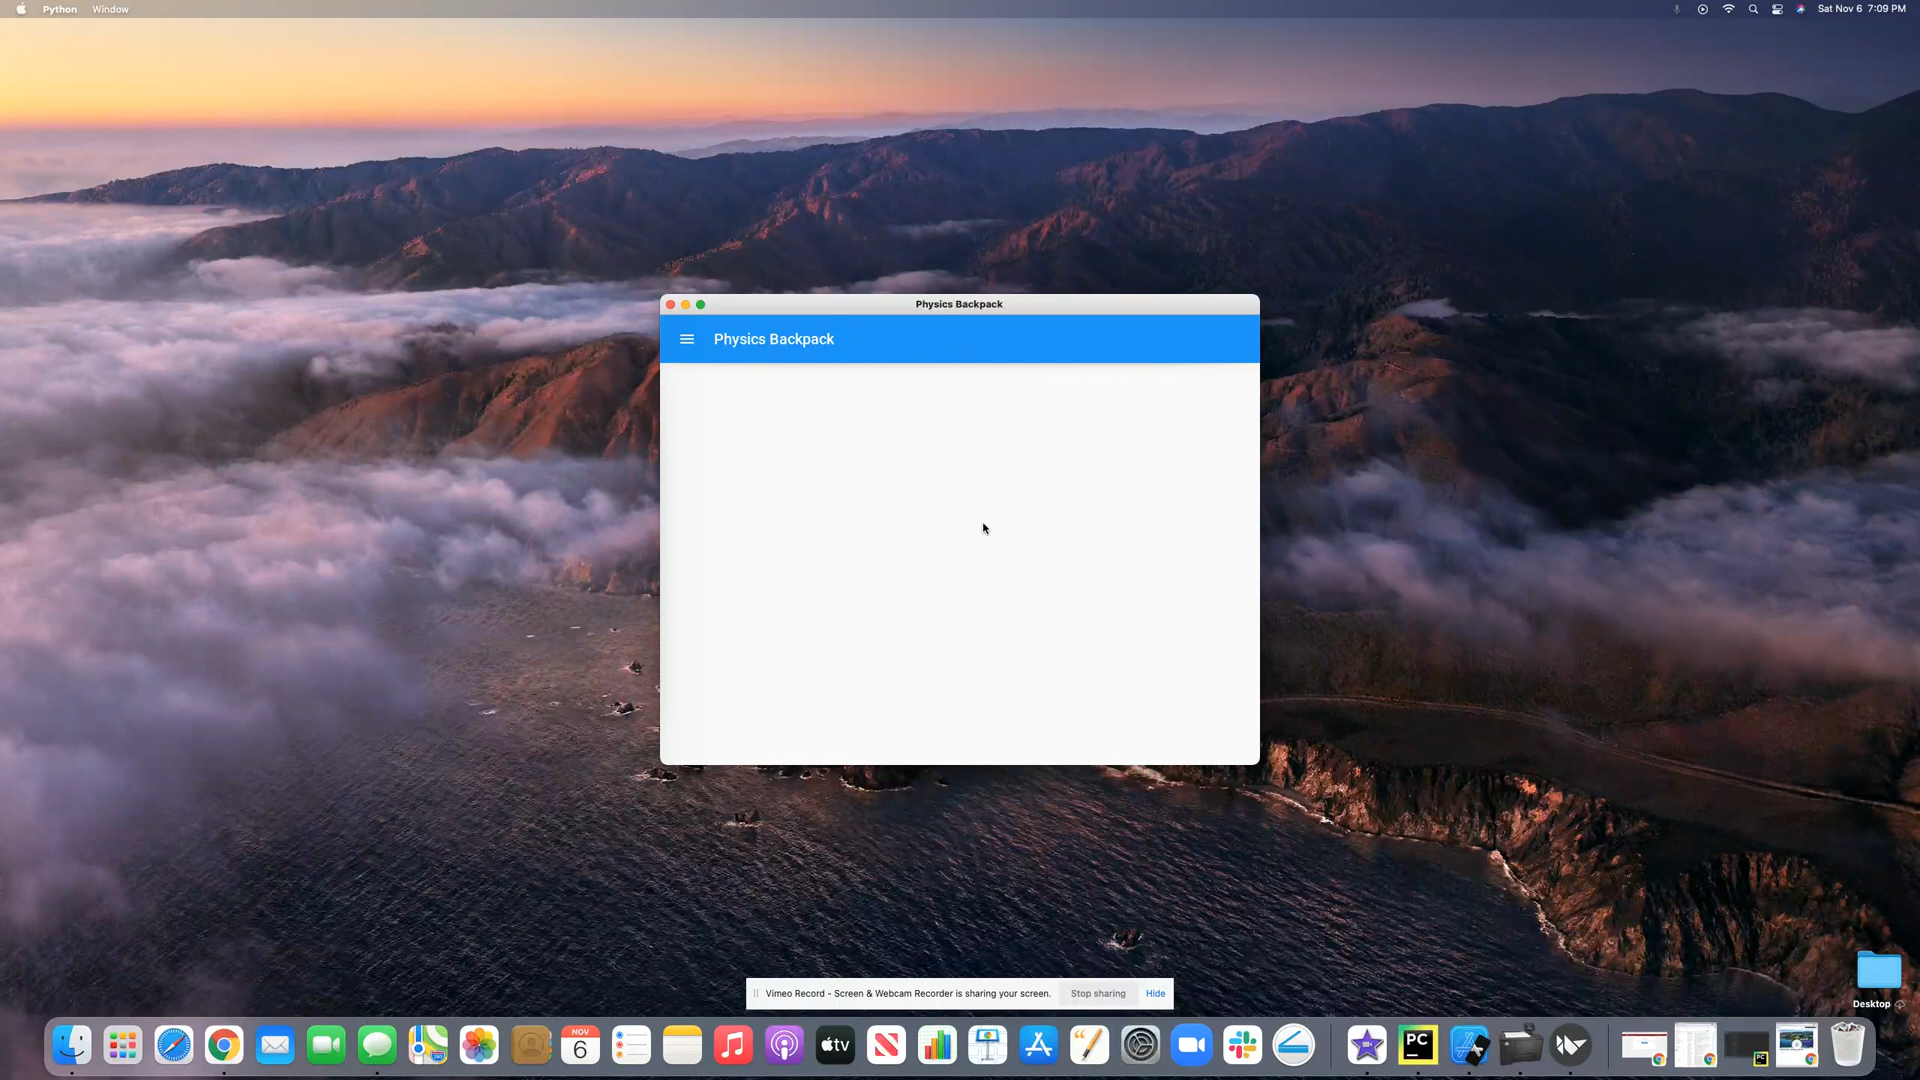 Python Window
Sat Nov 6 7:09 PM
Physics Backpack
Physics Backpack
Vimeo Record - Screen & Webcam Recorder is sharing your screen. Stop sharing Hide
Desktop
NOV
6
tv
PC
PC